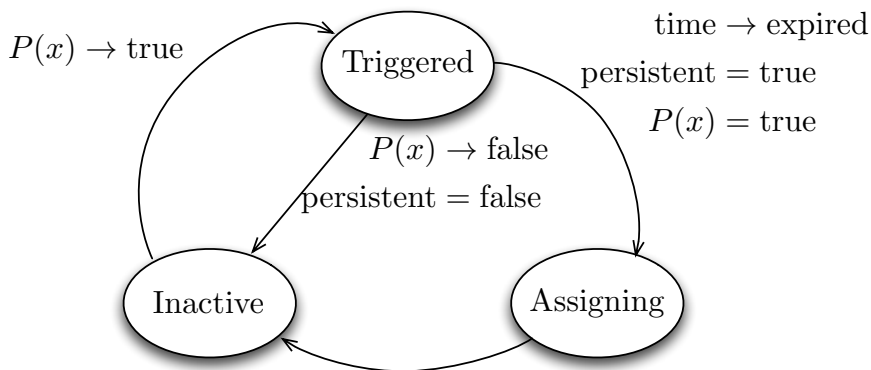 time → expired
P(x) → true
Triggered
persistent = true
P(x) = true
P(x) → false
persistent = false
Inactive
Assigning